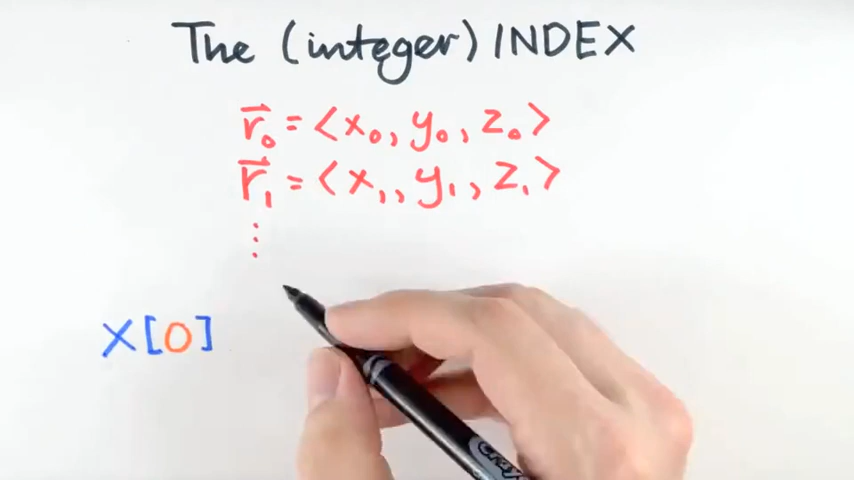 The (integer) INDEX
r⃗₀ = <x₀, y₀, z₀>
r⃗₁ = <x₁, y₁, z₁>
⋮
x[0]